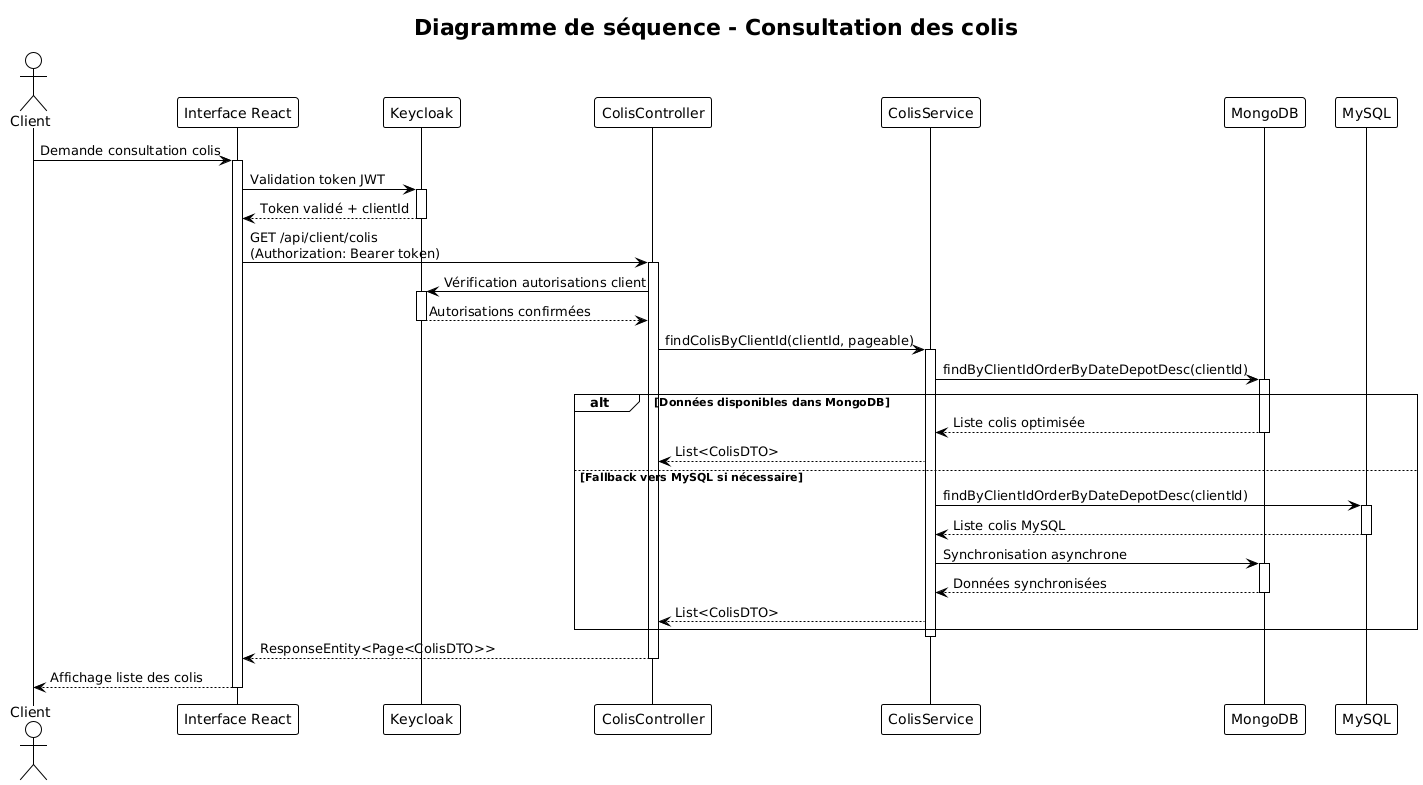 Diagramme de séquence - Consultation des colis
Client
Interface React
Keycloak
ColisController
ColisService
MongoDB
MySQL
Demande consultation colis
Validation token JWT
Token validé + clientId
GET /api/client/colis
(Authorization: Bearer token)
Vérification autorisations client
Autorisations confirmées
findColisByClientId(clientId, pageable)
findByClientIdOrderByDateDepotDesc(clientId)
alt
[Données disponibles dans MongoDB]
Liste colis optimisée
List<ColisDTO>
[Fallback vers MySQL si nécessaire]
findByClientIdOrderByDateDepotDesc(clientId)
Liste colis MySQL
Synchronisation asynchrone
Données synchronisées
List<ColisDTO>
ResponseEntity<Page<ColisDTO>>
Affichage liste des colis
Client
Interface React
Keycloak
ColisController
ColisService
MongoDB
MySQL